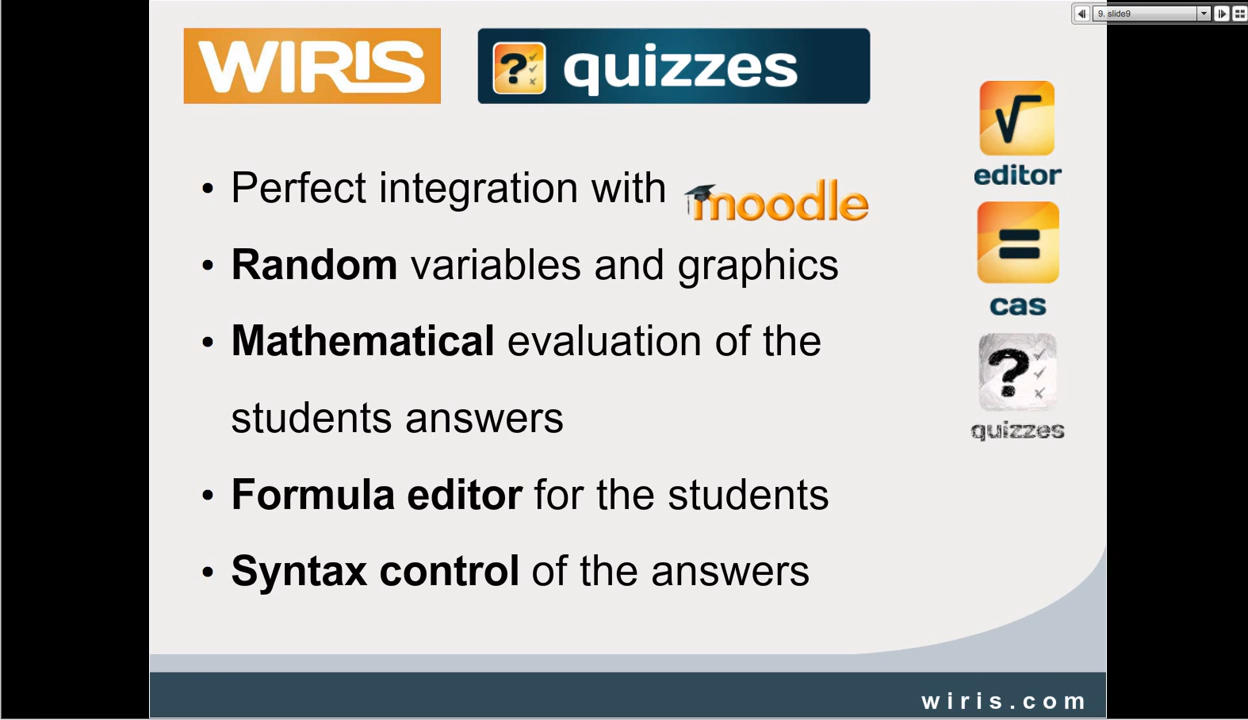 9. slide9
WIRIS ? quizzes
√
editor
• Perfect integration with moodle
=
cas
• Random variables and graphics
• Mathematical evaluation of the
students answers
?
quizzes
• Formula editor for the students
• Syntax control of the answers
wiris.com